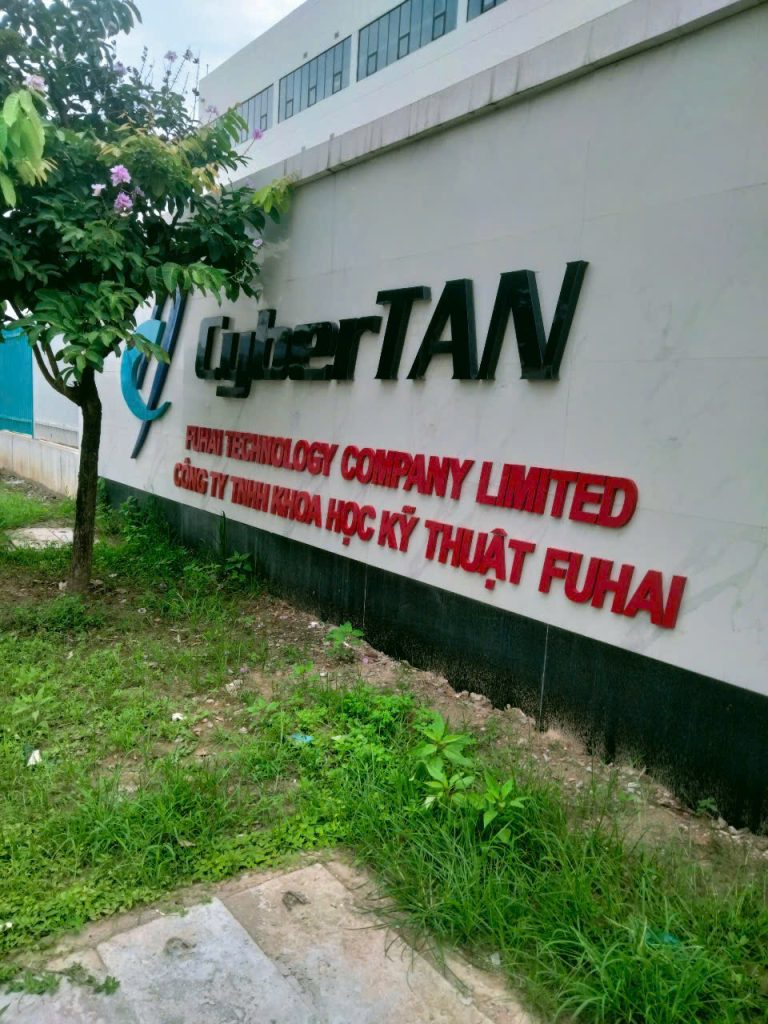 CyberTAN
FUHAI TECHNOLOGY COMPANY LIMITED
CÔNG TY TNHH KHOA HỌC KỸ THUẬT FUHAI